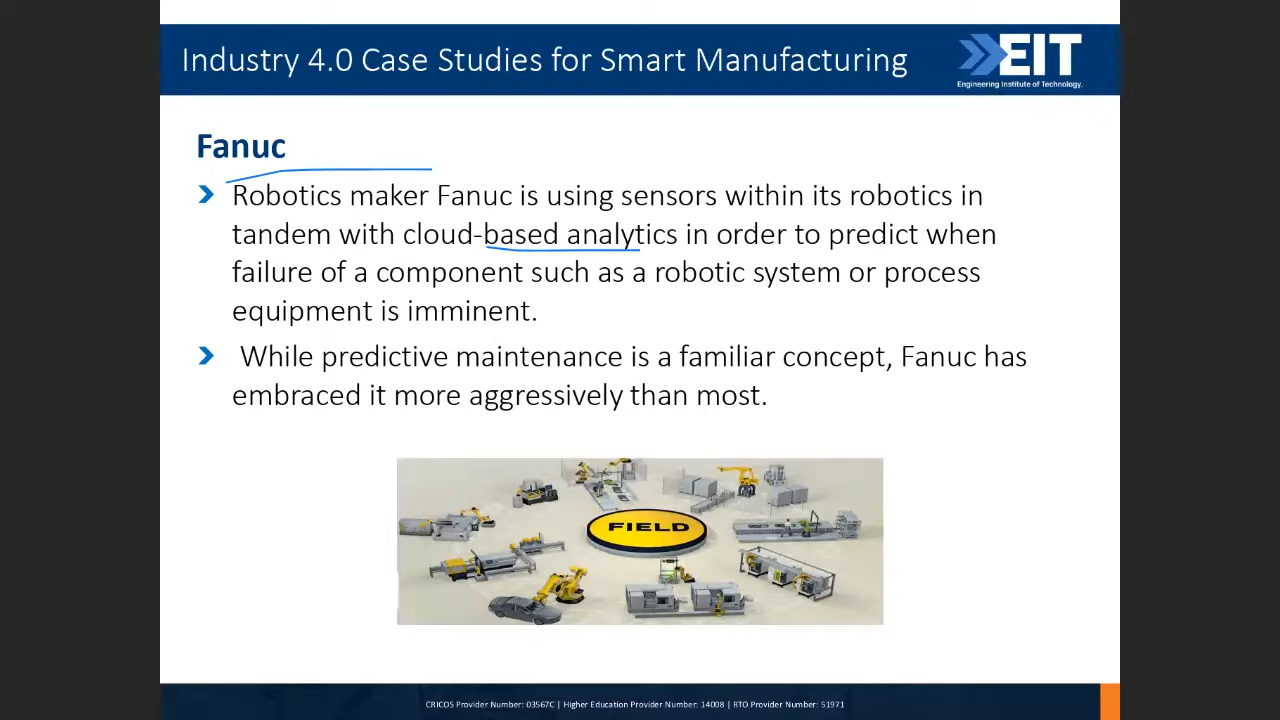 Industry 4.0 Case Studies for Smart Manufacturing
EIT
Engineering Institute of Technology.
Fanuc
Robotics maker Fanuc is using sensors within its robotics in
tandem with cloud-based analytics in order to predict when
failure of a component such as a robotic system or process
equipment is imminent.
While predictive maintenance is a familiar concept, Fanuc has
embraced it more aggressively than most.
FIELD
CRICOS Provider Number: 03567C | Higher Education Provider Number: 14008 | RTO Provider Number: 51971